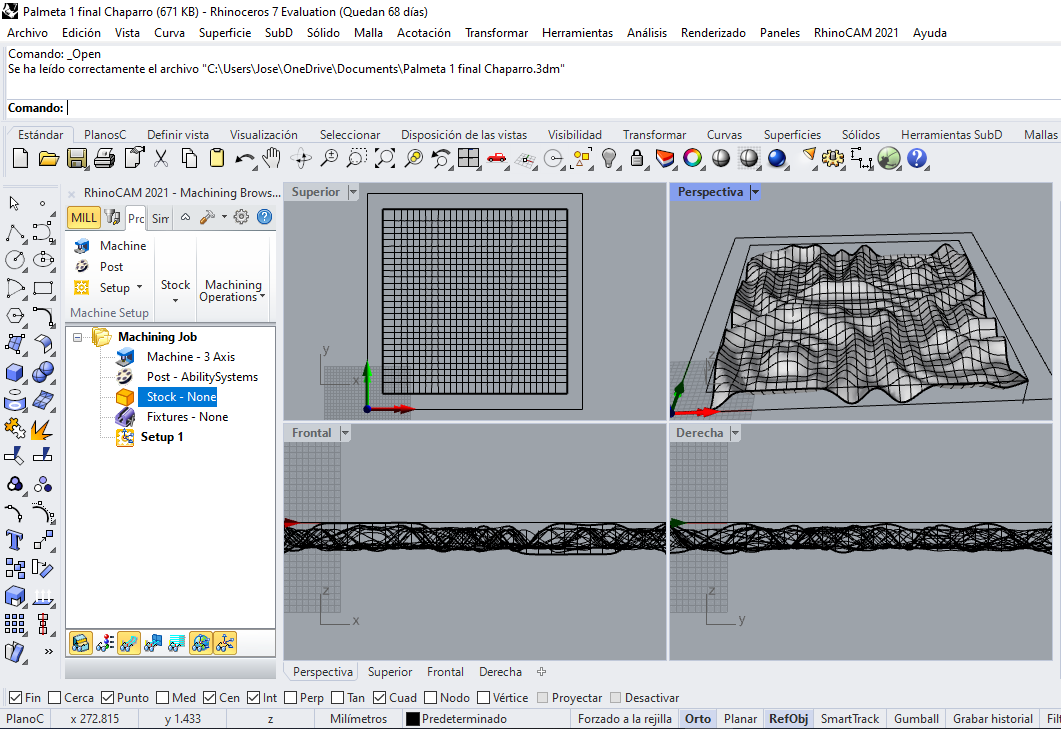 Palmeta 1 final Chaparro (671 KB) - Rhinoceros 7 Evaluation (Quedan 68 días)
Archivo Edición Vista Curva Superficie SubD Sólido Malla Acotación Transformar Herramientas Análisis Renderizado Paneles RhinoCAM 2021 Ayuda
Comando: _Open
Se ha leído correctamente el archivo "C:\Users\Jose\OneDrive\Documents\Palmeta 1 final Chaparro.3dm"
Comando:
Estándar PlanosC Definir vista Visualización Seleccionar Disposición de las vistas Visibilidad Transformar Curvas Superficies Sólidos Herramientas SubD Mallas
RhinoCAM 2021 - Machining Brows...
MILL Prc Sim
Machine
Post
Setup
Stock
Machining
Operations
Machine Setup
Machining Job
Machine - 3 Axis
Post - AbilitySystems
Stock - None
Fixtures - None
Setup 1
Superior
y
x
Perspectiva
z
Frontal
z
x
Derecha
z
y
Perspectiva Superior Frontal Derecha
Fin Cerca Punto Med Cen Int Perp Tan Cuad Nodo Vértice Proyectar Desactivar
PlanoC x 272.815 y 1.433 z Milímetros Predeterminado Forzado a la rejilla Orto Planar RefObj SmartTrack Gumball Grabar historial Filt